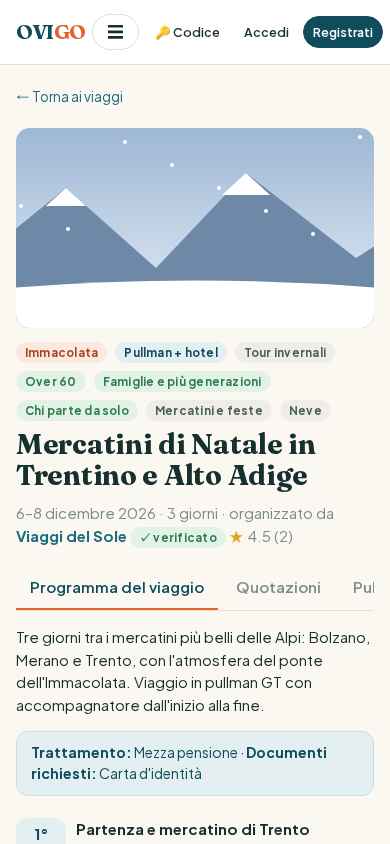 OVIGO ☰ 🔑 Codice Accedi Registrati
← Torna ai viaggi
Immacolata Pullman + hotel Tour invernali
Over 60 Famiglie e più generazioni
Chi parte da solo Mercatini e feste Neve
Mercatini di Natale in
Trentino e Alto Adige
6–8 dicembre 2026 · 3 giorni · organizzato da
Viaggi del Sole ✓ verificato ★ 4.5 (2)
Programma del viaggio Quotazioni
Tre giorni tra i mercatini più belli delle Alpi: Bolzano,
Merano e Trento, con l'atmosfera del ponte
dell'Immacolata. Viaggio in pullman GT con
accompagnatore dall'inizio alla fine.
Trattamento: Mezza pensione · Documenti
richiesti: Carta d'identità
1° Partenza e mercatino di Trento